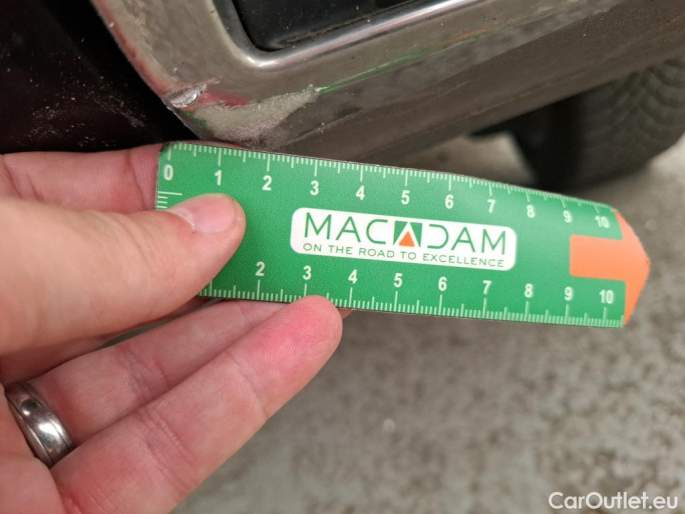 0 1 2 3 4 5 6 7 8 9 10
MACADAM
ON THE ROAD TO EXCELLENCE
2 3 4 5 6 7 8 9 10
CarOutlet.eu